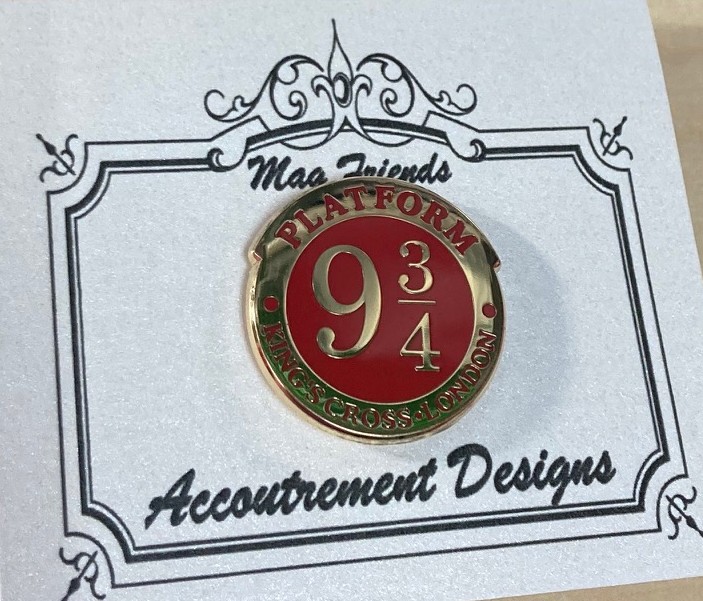 Mag Friends
PLATFORM
9 3/4
KING'S CROSS LONDON
Accoutrement Designs